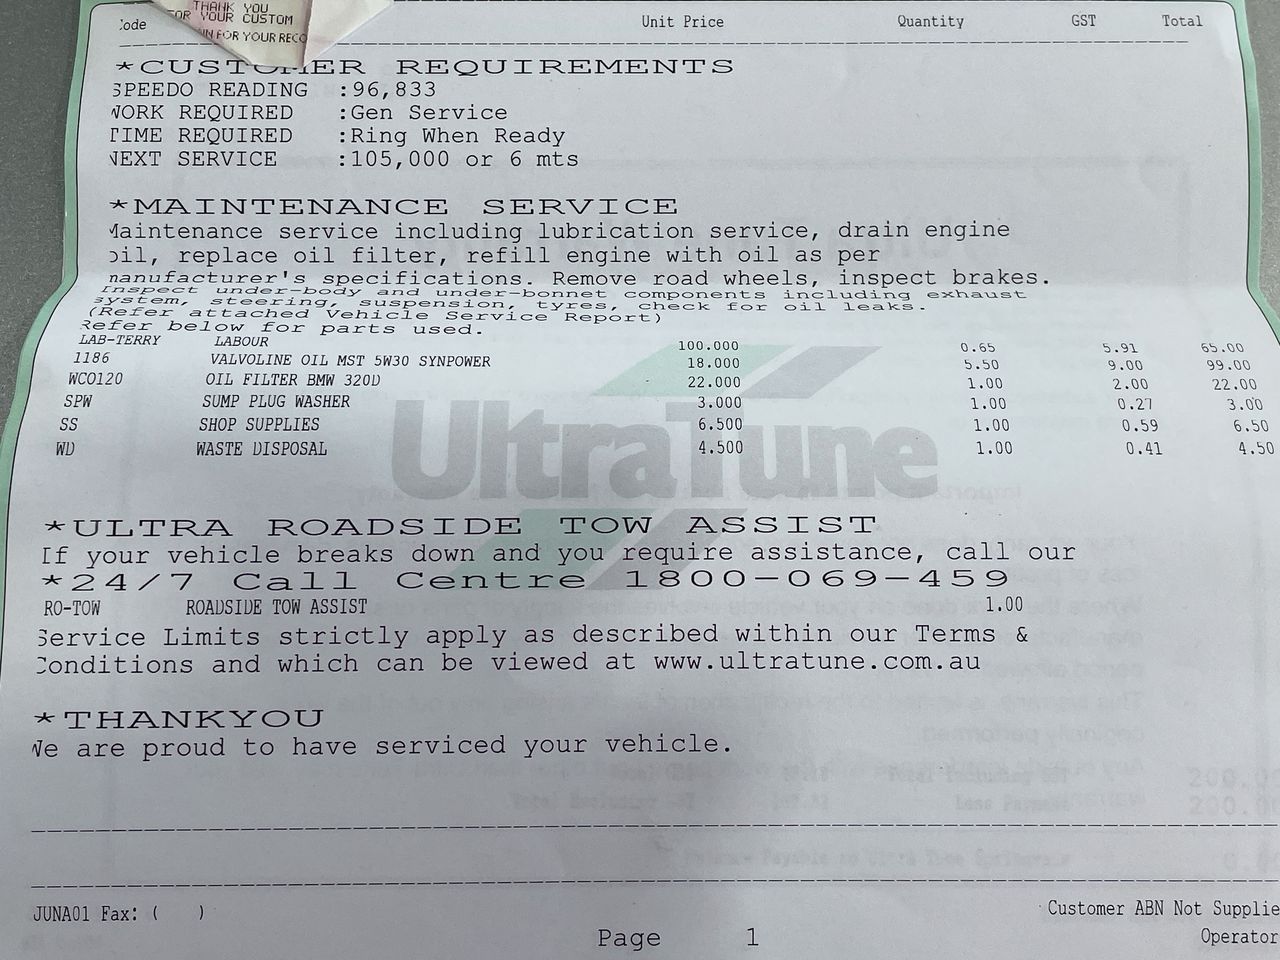 THANK YOU
FOR YOUR CUSTOM
FOR YOUR RECO
Code Unit Price Quantity GST Total
*CUSTOMER REQUIREMENTS
SPEEDO READING :96,833
WORK REQUIRED :Gen Service
TIME REQUIRED :Ring When Ready
NEXT SERVICE :105,000 or 6 mts
*MAINTENANCE SERVICE
Maintenance service including lubrication service, drain engine
oil, replace oil filter, refill engine with oil as per
manufacturer's specifications. Remove road wheels, inspect brakes.
Inspect under-body and under-bonnet components including exhaust
system, steering, suspension, tyres, check for oil leaks.
(Refer attached Vehicle Service Report)
Refer below for parts used.
LAB-TERRY LABOUR 100.000 0.65 5.91 65.00
1186 VALVOLINE OIL MST 5W30 SYNPOWER 18.000 5.50 9.00 99.00
WCO120 OIL FILTER BMW 320D 22.000 1.00 2.00 22.00
SPW SUMP PLUG WASHER 3.000 1.00 0.27 3.00
SS SHOP SUPPLIES 6.500 1.00 0.59 6.50
WD WASTE DISPOSAL 4.500 1.00 0.41 4.50
UltraTune
*ULTRA ROADSIDE TOW ASSIST
If your vehicle breaks down and you require assistance, call our
*24/7 Call Centre 1800-069-459
RO-TOW ROADSIDE TOW ASSIST 1.00
Service Limits strictly apply as described within our Terms &
Conditions and which can be viewed at www.ultratune.com.au
*THANKYOU
We are proud to have serviced your vehicle.
200.00
200.00
0.00
JUNA01 Fax: ( )
Customer ABN Not Supplie
Operator
Page 1